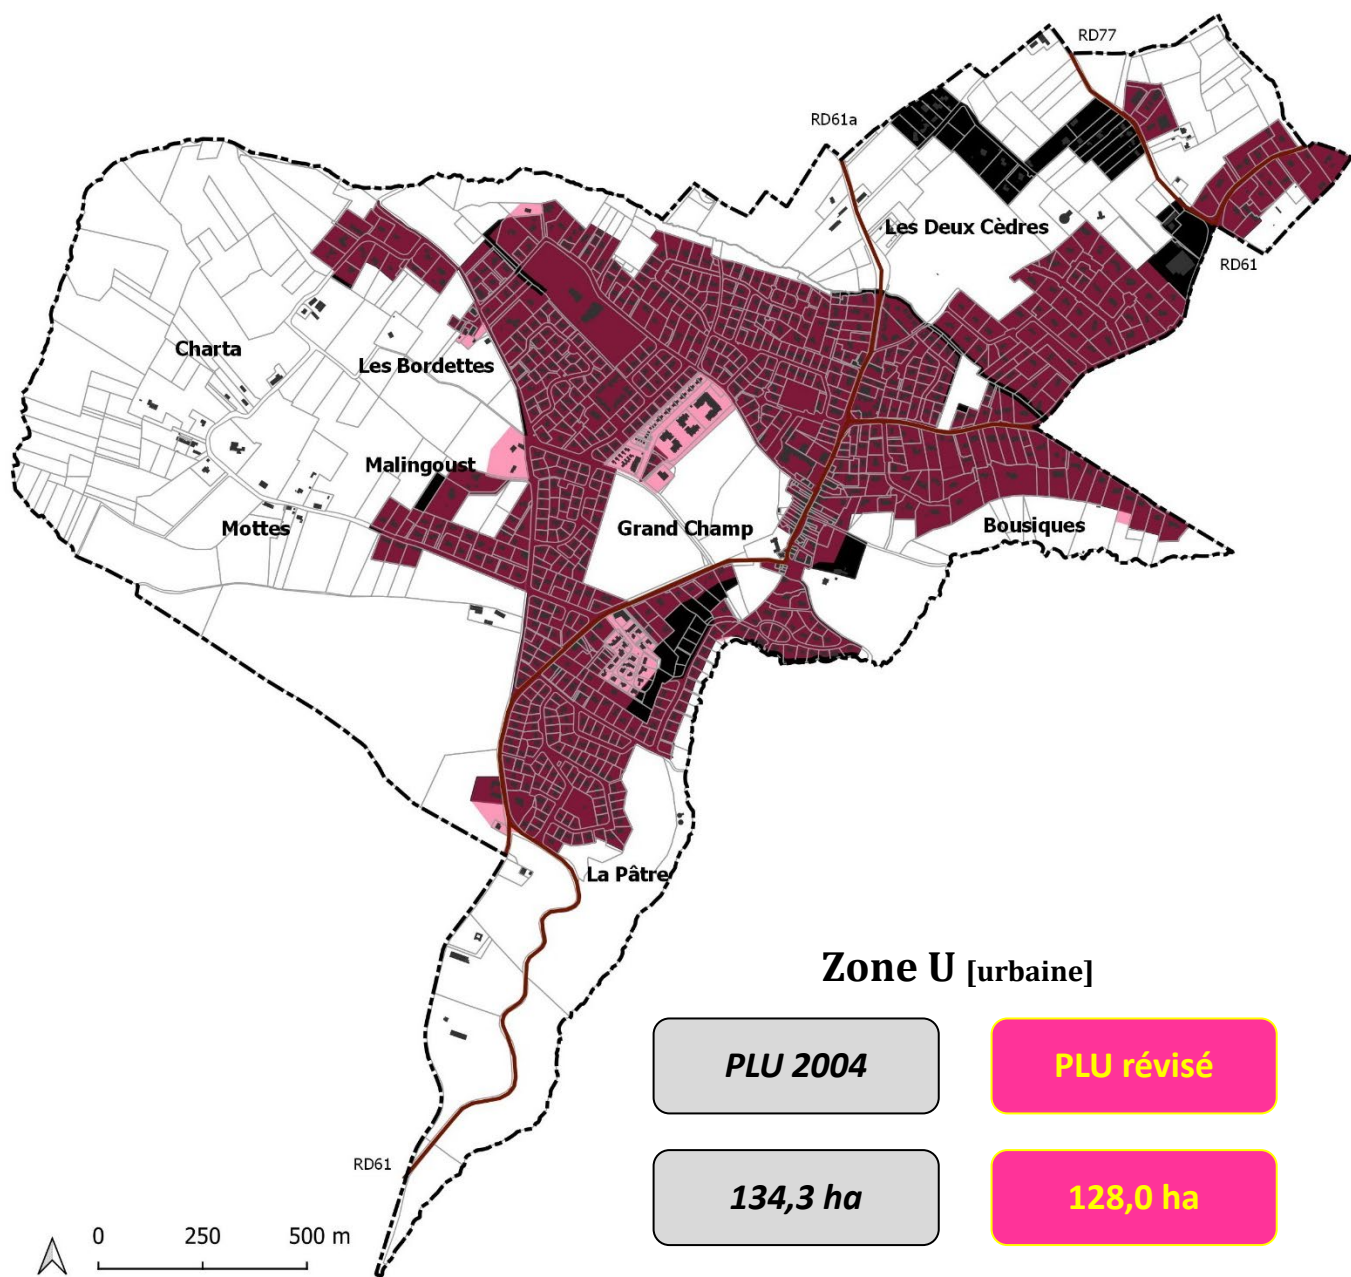 RD77
RD61a
Les Deux Cèdres
RD61
Charta
Les Bordettes
Malingoust
Mottes
Grand Champ
Bousiques
La Pâtre
Zone U [urbaine]
PLU 2004
PLU révisé
134,3 ha
128,0 ha
RD61
0 250 500 m